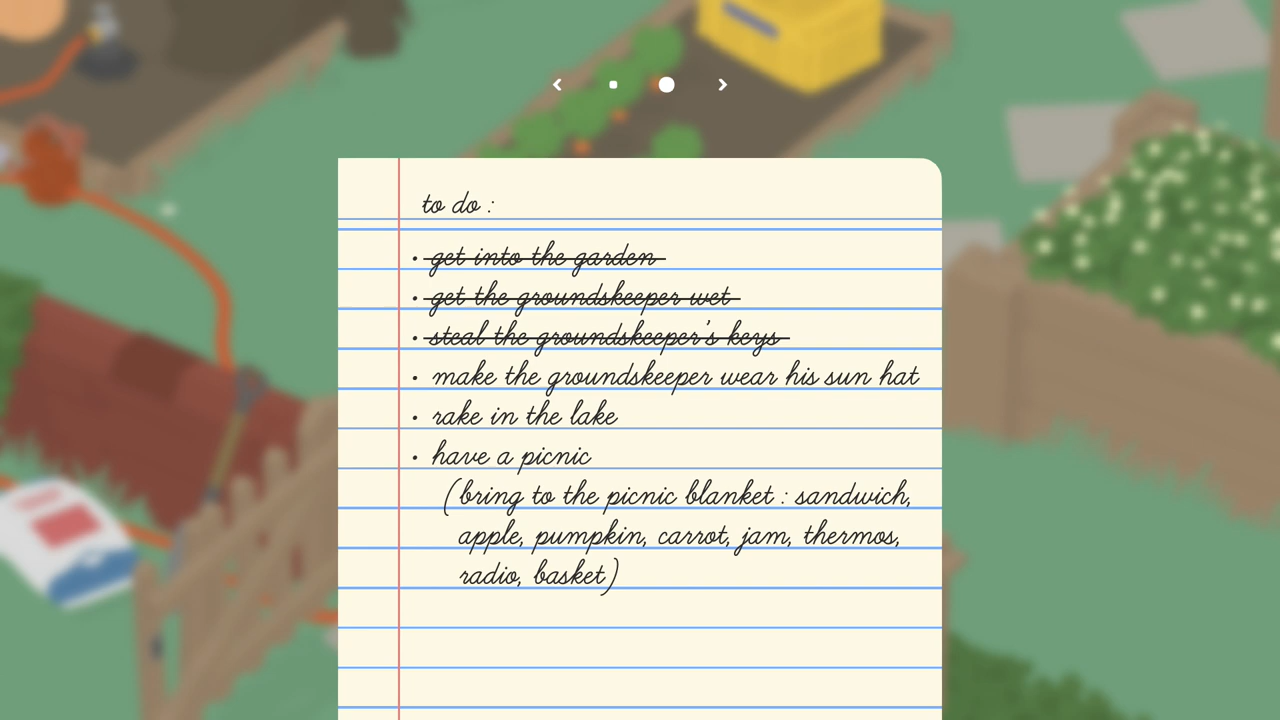 to do :
• get into the garden
• get the groundskeeper wet
• steal the groundskeeper's keys
• make the groundskeeper wear his sun hat
• rake in the lake
• have a picnic
(bring to the picnic blanket : sandwich,
apple, pumpkin, carrot, jam, thermos,
radio, basket)